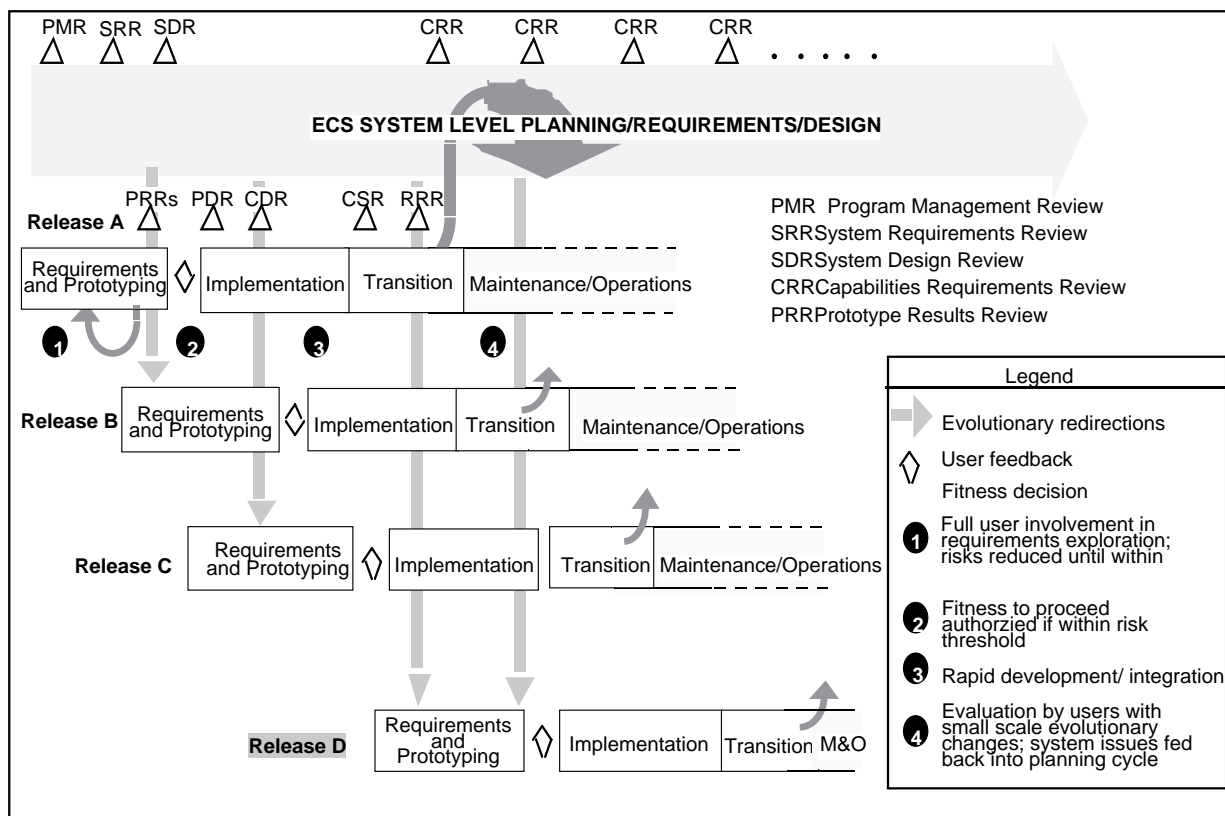 PMR SRR SDR CRR CRR CRR CRR . . . . .
ECS SYSTEM LEVEL PLANNING/REQUIREMENTS/DESIGN
PRRs PDR CDR CSR RRR
Release A
Requirements
and Prototyping
Implementation
Transition
Maintenance/Operations
PMR Program Management Review
SRRSystem Requirements Review
SDRSystem Design Review
CRRCapabilities Requirements Review
PRRPrototype Results Review
1 2 3 4
Release B
Requirements
and Prototyping
Implementation
Transition
Maintenance/Operations
Release C
Requirements
and Prototyping
Implementation
Transition
Maintenance/Operations
Release D
Requirements
and
Prototyping
Implementation
Transition
M&O
Legend
Evolutionary redirections
User feedback
Fitness decision
1 Full user involvement in
requirements exploration;
risks reduced until within
2 Fitness to proceed
authorzied if within risk
threshold
3 Rapid development/ integration
4 Evaluation by users with
small scale evolutionary
changes; system issues fed
back into planning cycle